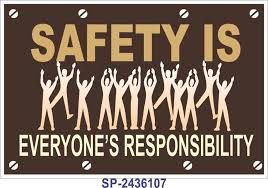 SAFETY IS
EVERYONE'S RESPONSIBILITY
SP-2436107